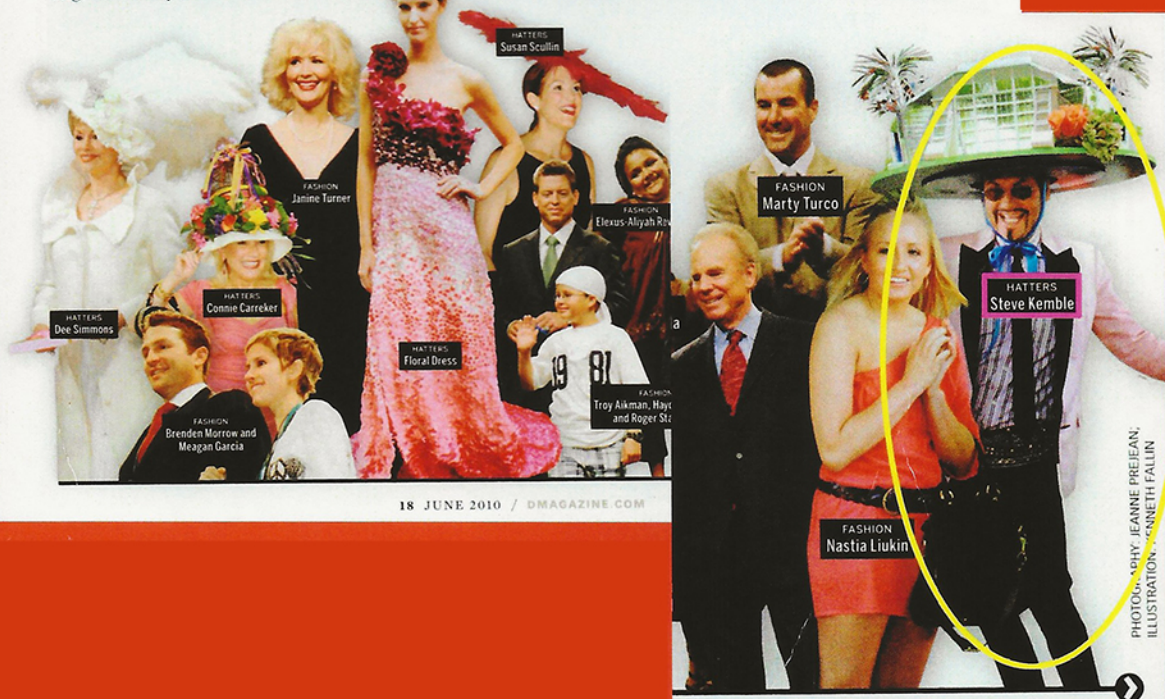 HATTERS
Susan Scullin
FASHION
Janine Turner
FASHION
Elexus-Aliyah
HATTERS
Connie Carreker
HATTERS
Dee Simmons
HATTERS
Floral Dress
FASHION
Troy Aikman,
and Roger
FASHION
Brenden Morrow and
Meagan Garcia
18 JUNE 2010 / DMAGAZINE.COM
FASHION
Marty Turco
HATTERS
Steve Kemble
FASHION
Nastia Liukin
PHOTOGRAPHY: JEANNE PREJEAN;
ILLUSTRATION: KENNETH FALLIN
1981